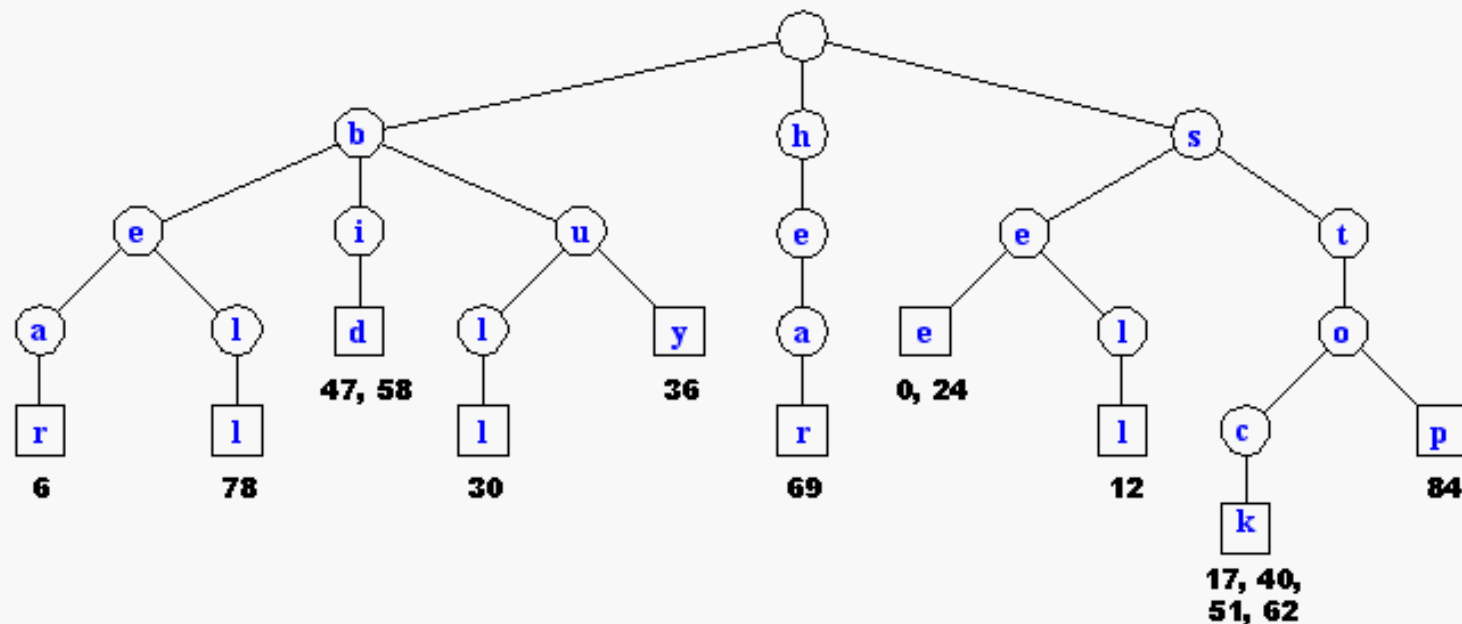 b h s
e i u e e t
a l d l y a e l o
47, 58 36 0, 24
r l l r l c p
6 78 30 69 12 84
k
17, 40,
51, 62